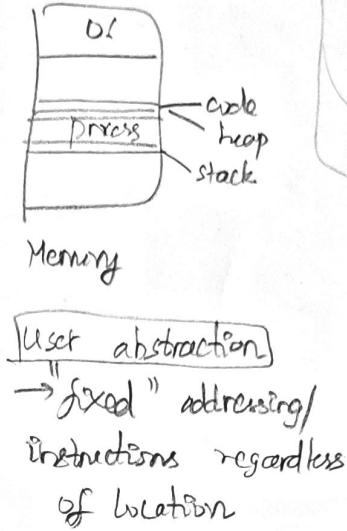 OS
code
process
heap
stack
Memory
User abstraction
→ "fixed" addressing/
instructions regardless
of location